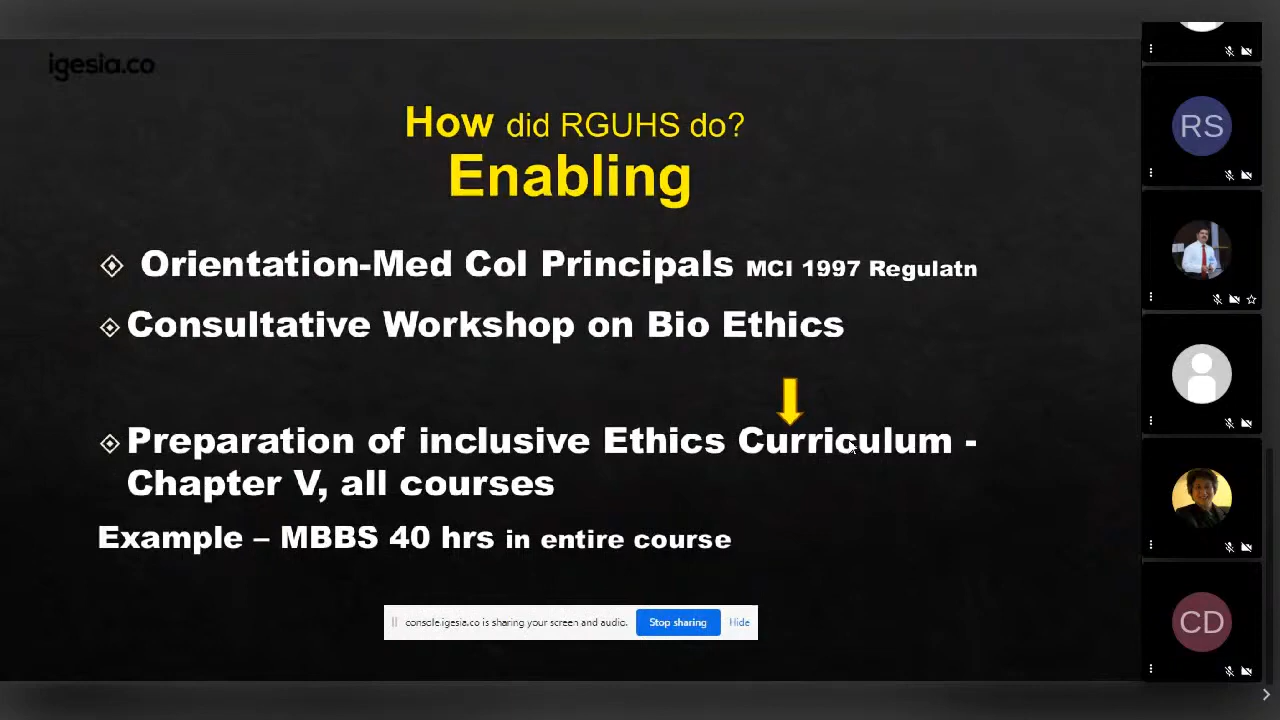 igesia.co
How did RGUHS do?
Enabling
Orientation-Med Col Principals MCI 1997 Regulatn
Consultative Workshop on Bio Ethics
Preparation of inclusive Ethics Curriculum -
Chapter V, all courses
Example – MBBS 40 hrs in entire course
console.igesia.co is sharing your screen and audio. Stop sharing Hide
RS
CD